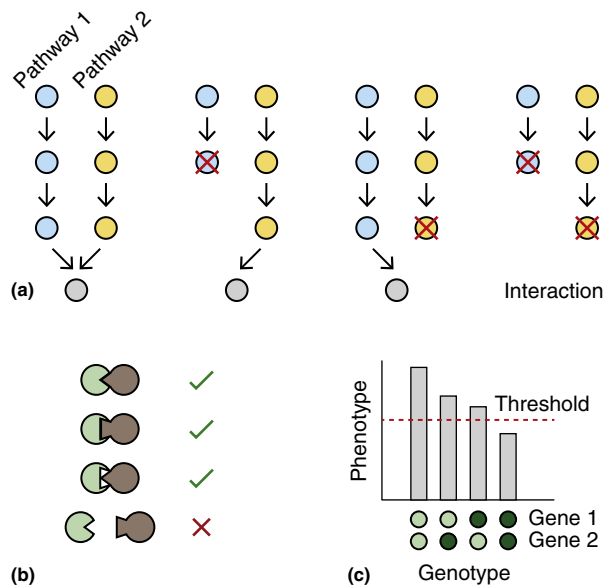 Pathway 1
Pathway 2
(a)
Interaction
(b)
Phenotype
Threshold
Gene 1
Gene 2
(c)
Genotype